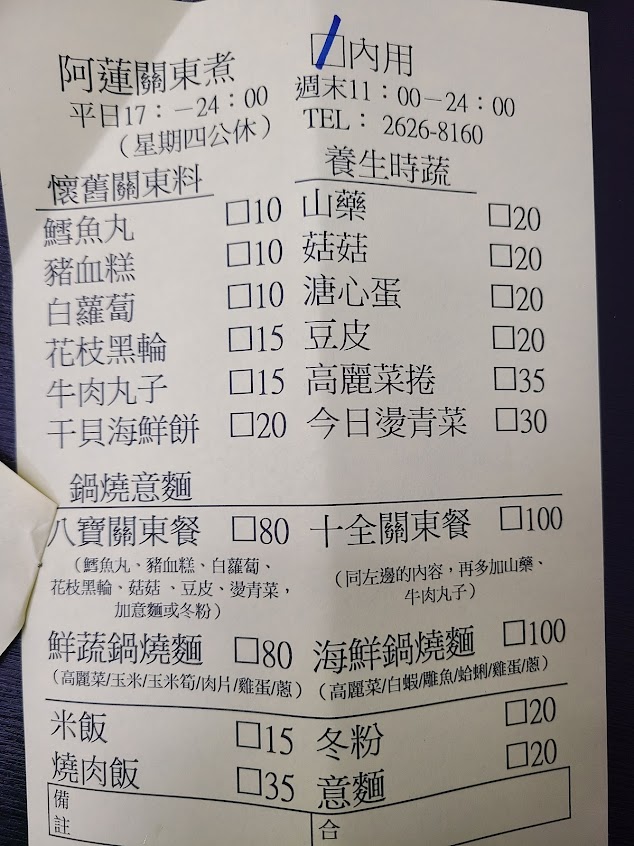 阿蓮關東煮
□內用
平日17：－24：00
週末11：00－24：00
（星期四公休）
TEL： 2626-8160
懷舊關東料
養生時蔬
鱈魚丸 □10 山藥 □20
豬血糕 □10 菇菇 □20
白蘿蔔 □10 溏心蛋 □20
花枝黑輪 □15 豆皮 □20
牛肉丸子 □15 高麗菜捲 □35
干貝海鮮餅 □20 今日燙青菜 □30
鍋燒意麵
八寶關東餐 □80 十全關東餐 □100
（鱈魚丸、豬血糕、白蘿蔔、
花枝黑輪、菇菇、豆皮、燙青菜，
加意麵或冬粉）
（同左邊的內容，再多加山藥、
牛肉丸子）
鮮蔬鍋燒麵 □80 海鮮鍋燒麵 □100
（高麗菜/玉米/玉米筍/肉片/雞蛋/蔥）
（高麗菜/白蝦/雕魚/蛤蜊/雞蛋/蔥）
米飯 □15 冬粉 □20
燒肉飯 □35 意麵 □20
備
註
合